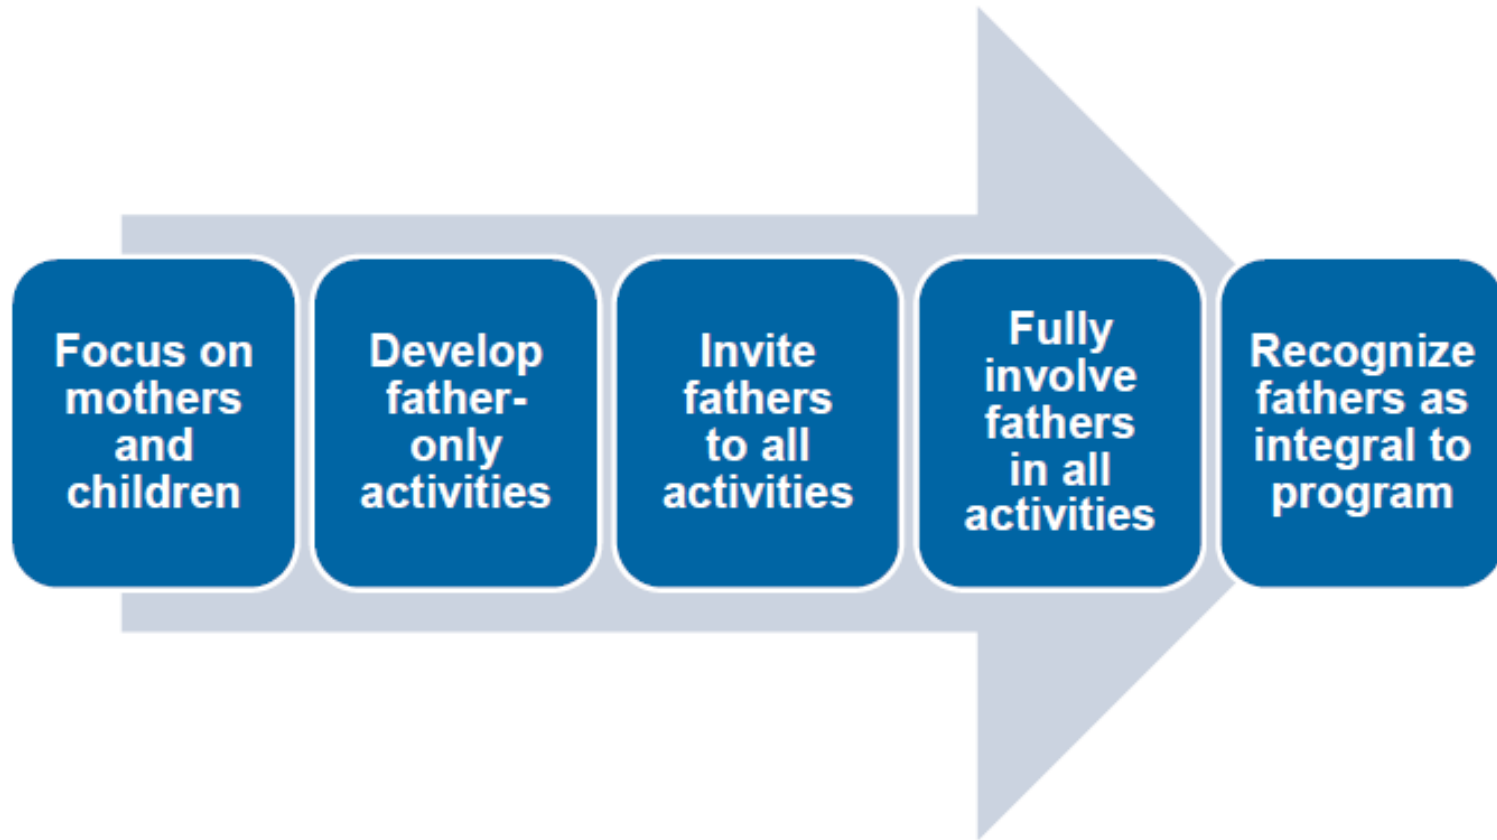 Focus on
mothers
and
children
Develop
father-
only
activities
Invite
fathers
to all
activities
Fully
involve
fathers
in all
activities
Recognize
fathers as
integral to
program